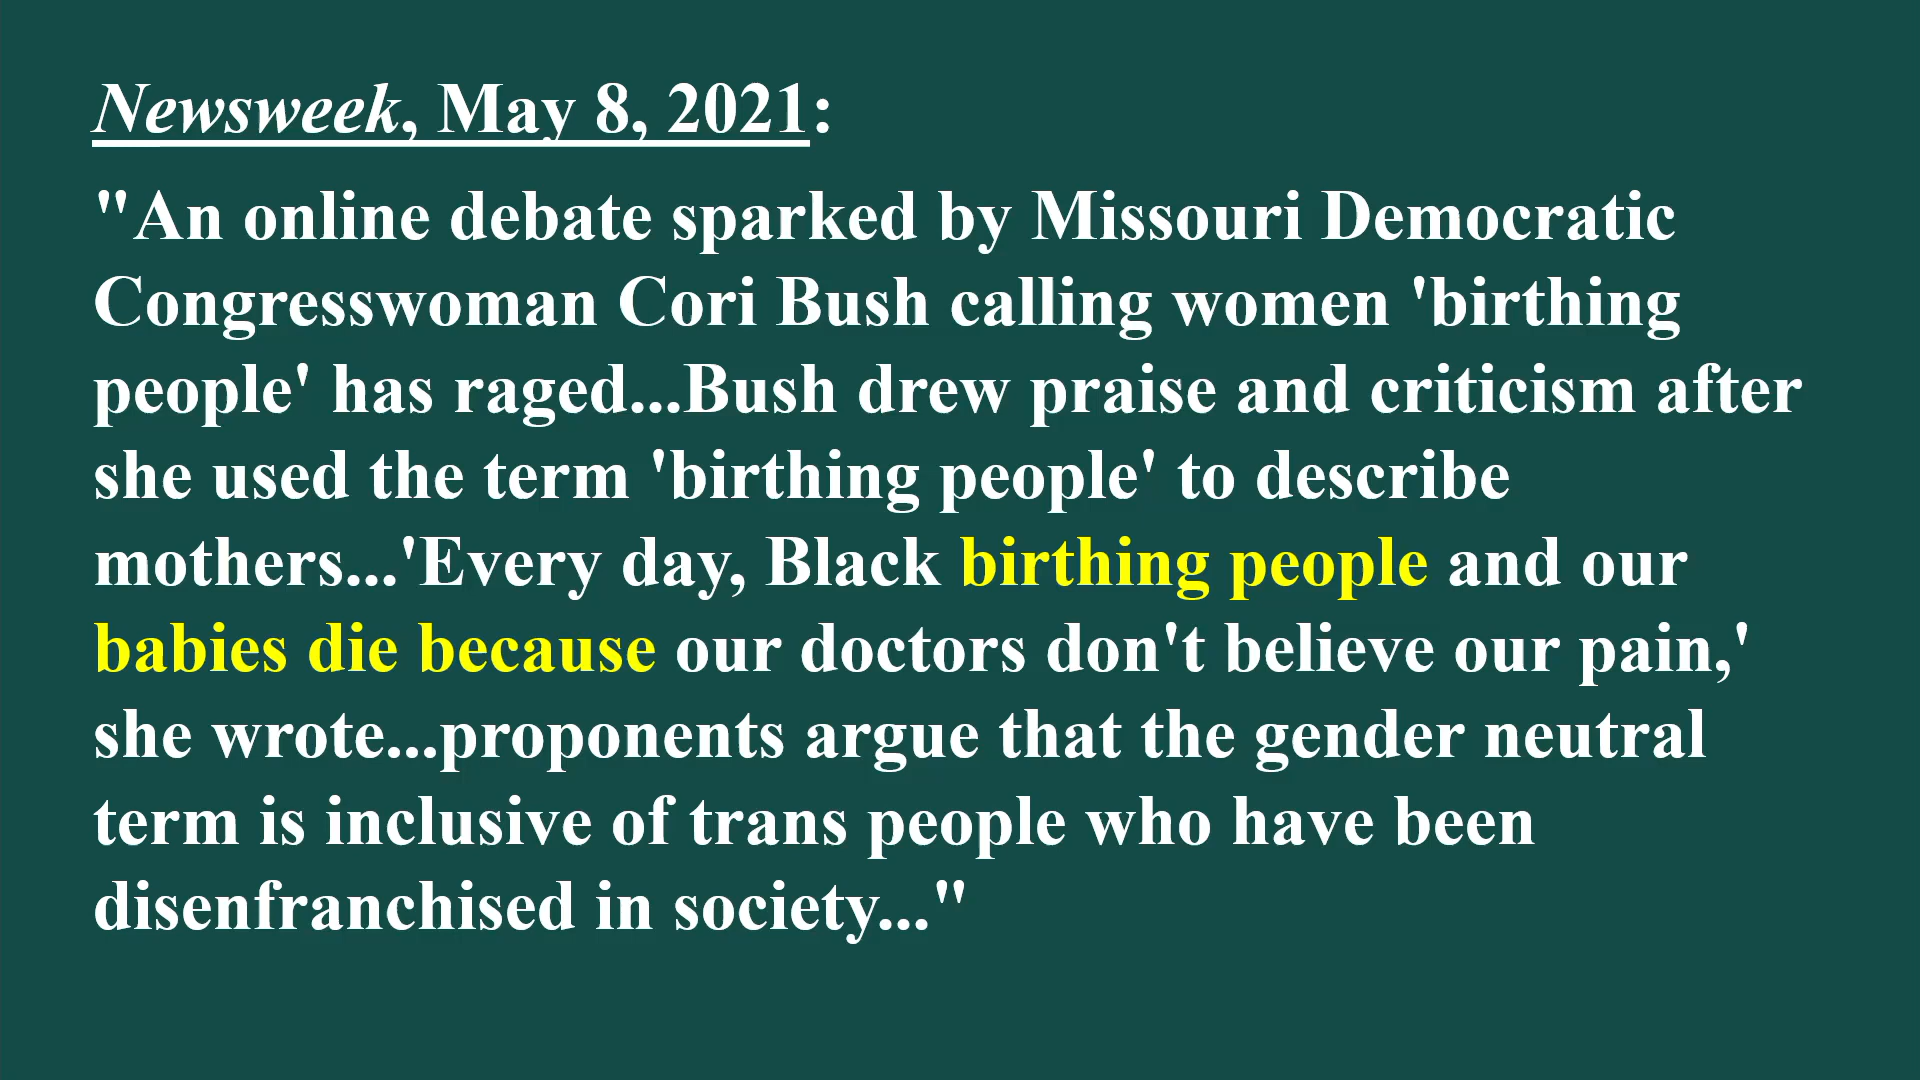 Newsweek, May 8, 2021:
"An online debate sparked by Missouri Democratic
Congresswoman Cori Bush calling women 'birthing
people' has raged...Bush drew praise and criticism after
she used the term 'birthing people' to describe
mothers...'Every day, Black birthing people and our
babies die because our doctors don't believe our pain,'
she wrote...proponents argue that the gender neutral
term is inclusive of trans people who have been
disenfranchised in society..."